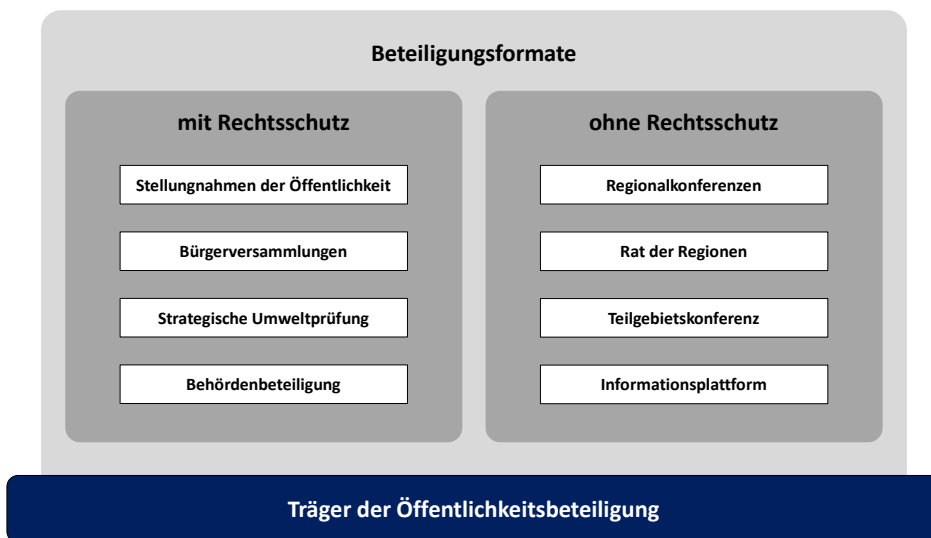 Beteiligungsformate
mit Rechtsschutz
Stellungnahmen der Öffentlichkeit
Bürgerversammlungen
Strategische Umweltprüfung
Behördenbeteiligung
ohne Rechtsschutz
Regionalkonferenzen
Rat der Regionen
Teilgebietskonferenz
Informationsplattform
Träger der Öffentlichkeitsbeteiligung